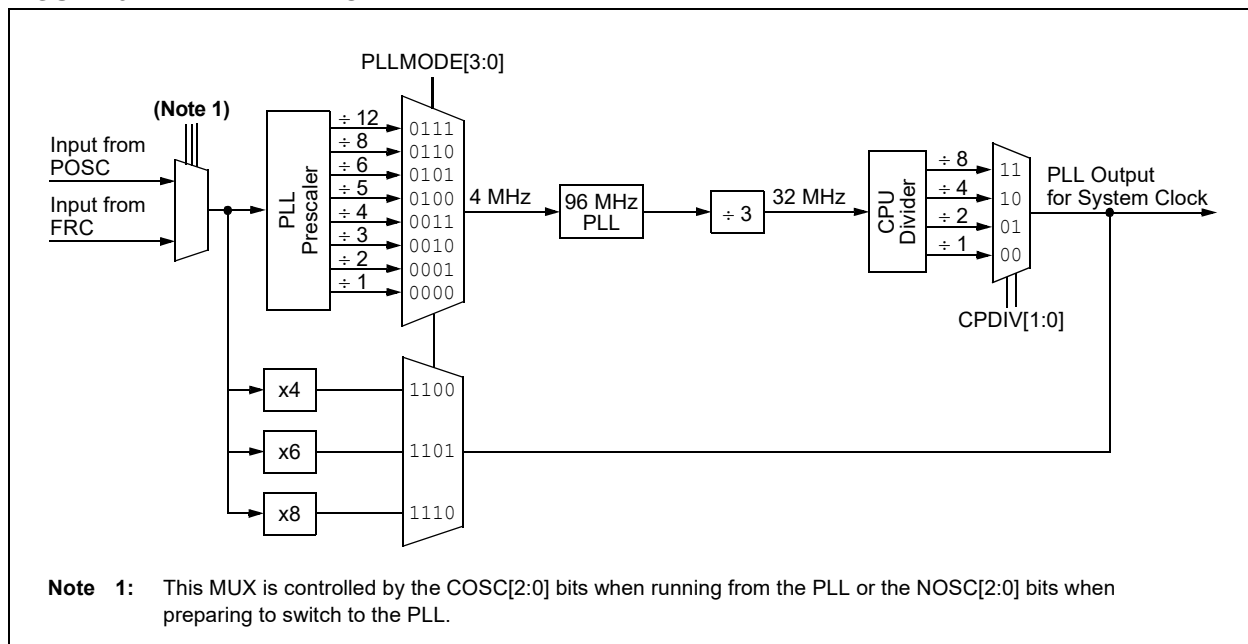 PLLMODE[3:0]
(Note 1)
Input from
POSC
Input from
FRC
PLL
Prescaler
÷ 12
÷ 8
÷ 6
÷ 5
÷ 4
÷ 3
÷ 2
÷ 1
0111
0110
0101
0100
0011
0010
0001
0000
4 MHz
96 MHz
PLL
÷ 3
32 MHz
CPU
Divider
÷ 8
÷ 4
÷ 2
÷ 1
11
10
01
00
PLL Output
for System Clock
CPDIV[1:0]
x4
x6
x8
1100
1101
1110
Note 1: This MUX is controlled by the COSC[2:0] bits when running from the PLL or the NOSC[2:0] bits when
preparing to switch to the PLL.